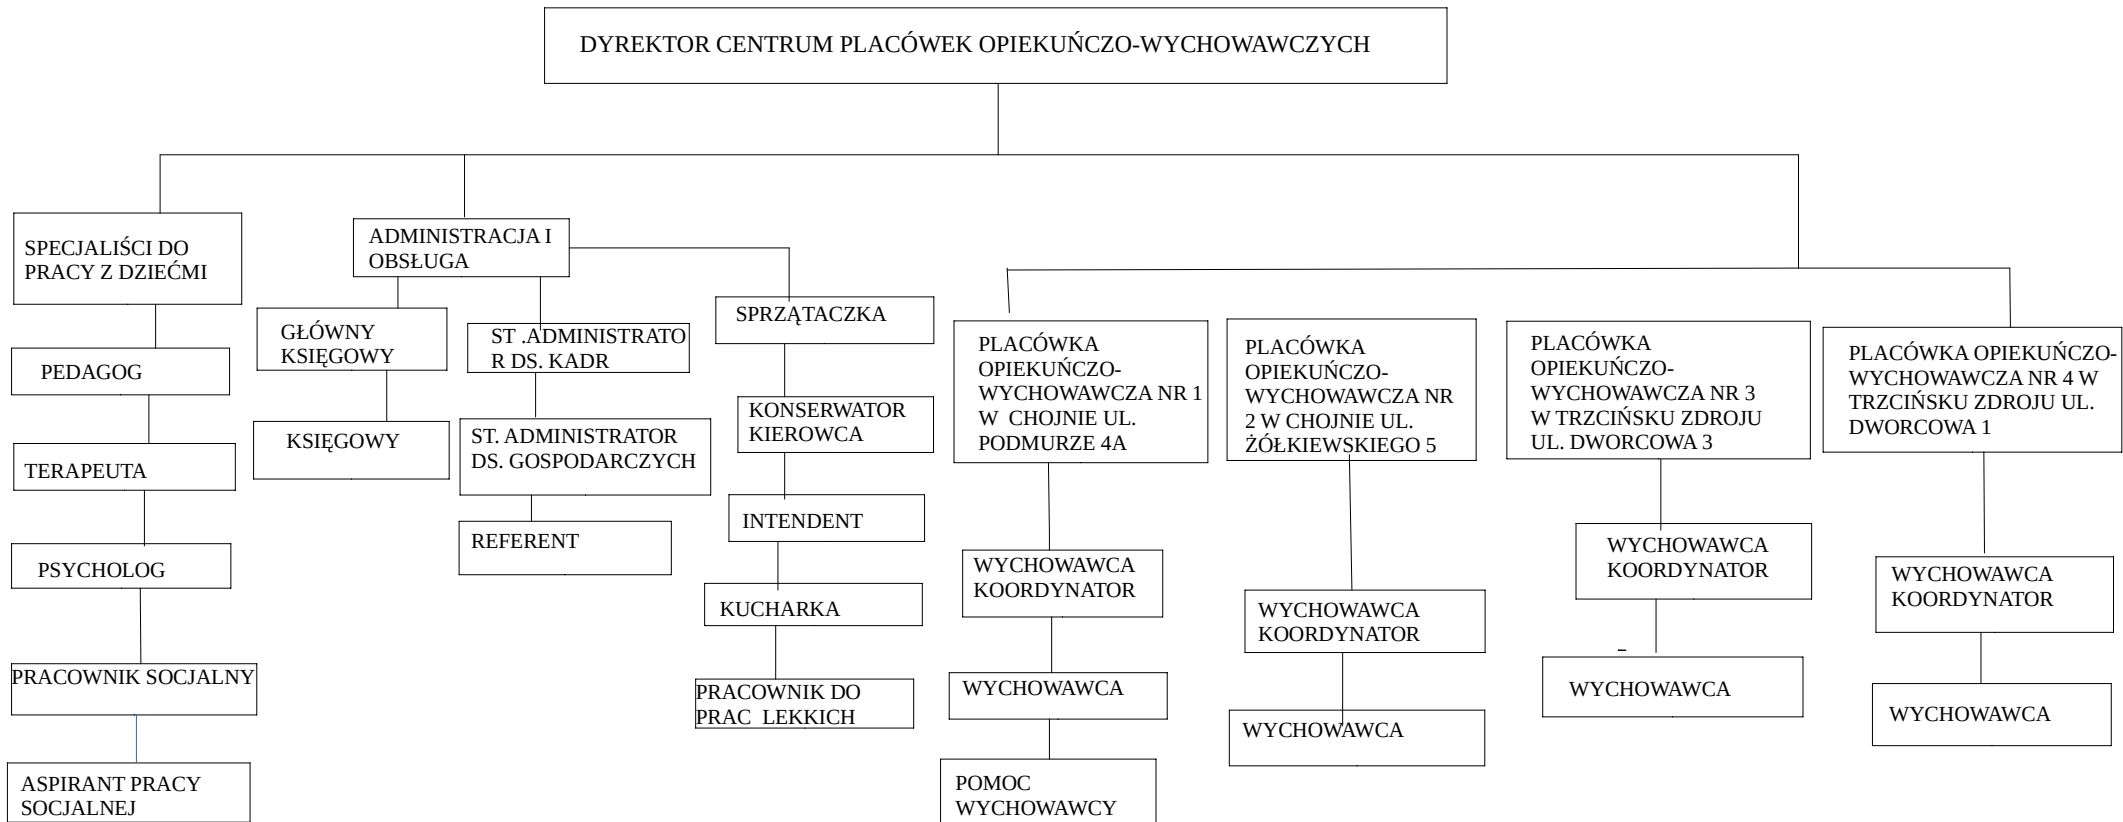 DYREKTOR CENTRUM PLACÓWEK OPIEKUŃCZO-WYCHOWAWCZYCH
SPECJALIŚCI DO
PRACY Z DZIEĆMI
PEDAGOG
TERAPEUTA
PSYCHOLOG
PRACOWNIK SOCJALNY
ASPIRANT PRACY
SOCJALNEJ
ADMINISTRACJA I
OBSŁUGA
GŁÓWNY
KSIĘGOWY
KSIĘGOWY
ST .ADMINISTRATO
R DS. KADR
ST. ADMINISTRATOR
DS. GOSPODARCZYCH
REFERENT
SPRZĄTACZKA
KONSERWATOR
KIEROWCA
INTENDENT
KUCHARKA
PRACOWNIK DO
PRAC LEKKICH
PLACÓWKA
OPIEKUŃCZO-
WYCHOWAWCZA NR 1
W CHOJNIE UL.
PODMURZE 4A
WYCHOWAWCA
KOORDYNATOR
WYCHOWAWCA
POMOC
WYCHOWAWCY
PLACÓWKA
OPIEKUŃCZO-
WYCHOWAWCZA NR
2 W CHOJNIE UL.
ŻÓŁKIEWSKIEGO 5
WYCHOWAWCA
KOORDYNATOR
WYCHOWAWCA
PLACÓWKA
OPIEKUŃCZO-
WYCHOWAWCZA NR 3
W TRZCIŃSKU ZDROJU
UL. DWORCOWA 3
WYCHOWAWCA
KOORDYNATOR
WYCHOWAWCA
PLACÓWKA OPIEKUŃCZO-
WYCHOWAWCZA NR 4 W
TRZCIŃSKU ZDROJU UL.
DWORCOWA 1
WYCHOWAWCA
KOORDYNATOR
WYCHOWAWCA